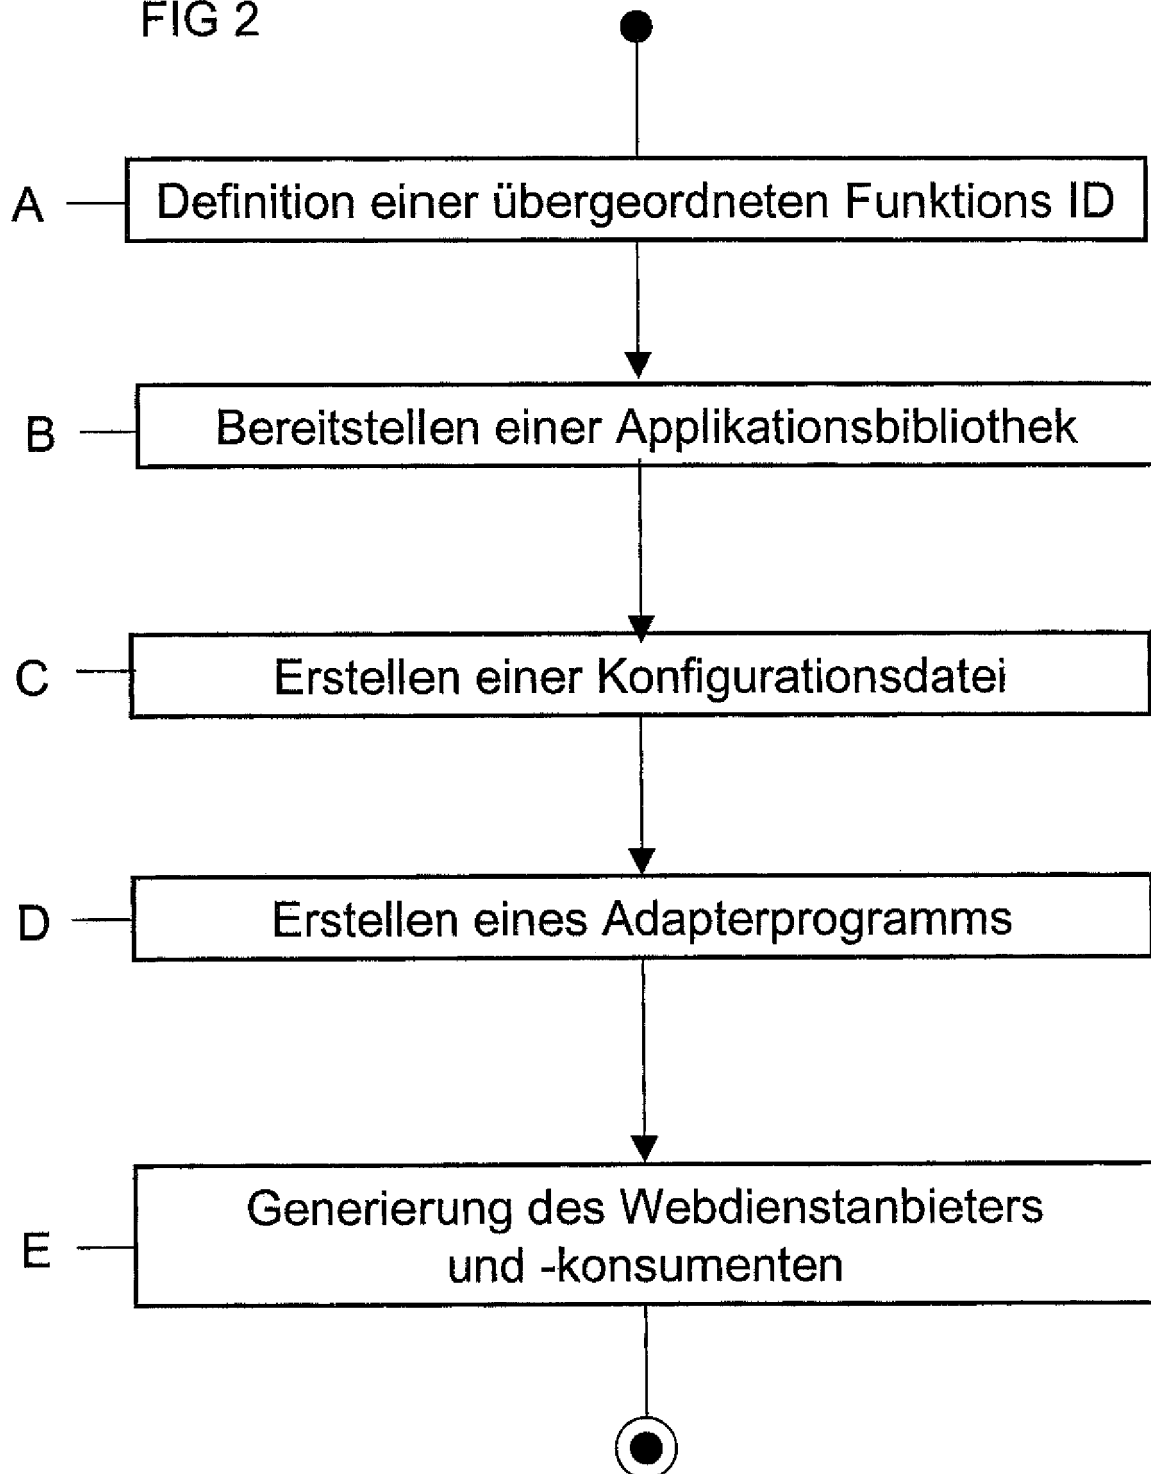 FIG 2
A
Definition einer übergeordneten Funktions ID
B
Bereitstellen einer Applikationsbibliothek
C
Erstellen einer Konfigurationsdatei
D
Erstellen eines Adapterprogramms
E
Generierung des Webdienstanbieters
und -konsumenten